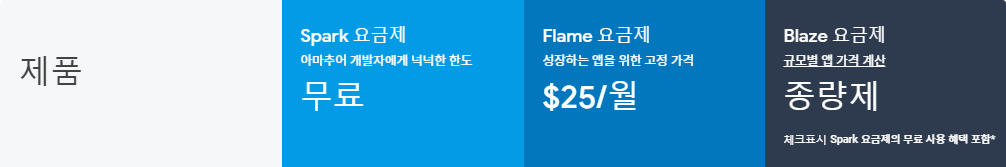 제품
Spark 요금제
아마추어 개발자에게 넉넉한 한도
무료
Flame 요금제
성장하는 앱을 위한 고정 가격
$25/월
Blaze 요금제
규모별 앱 가격 계산
종량제
체크표시 Spark 요금제의 무료 사용 혜택 포함*